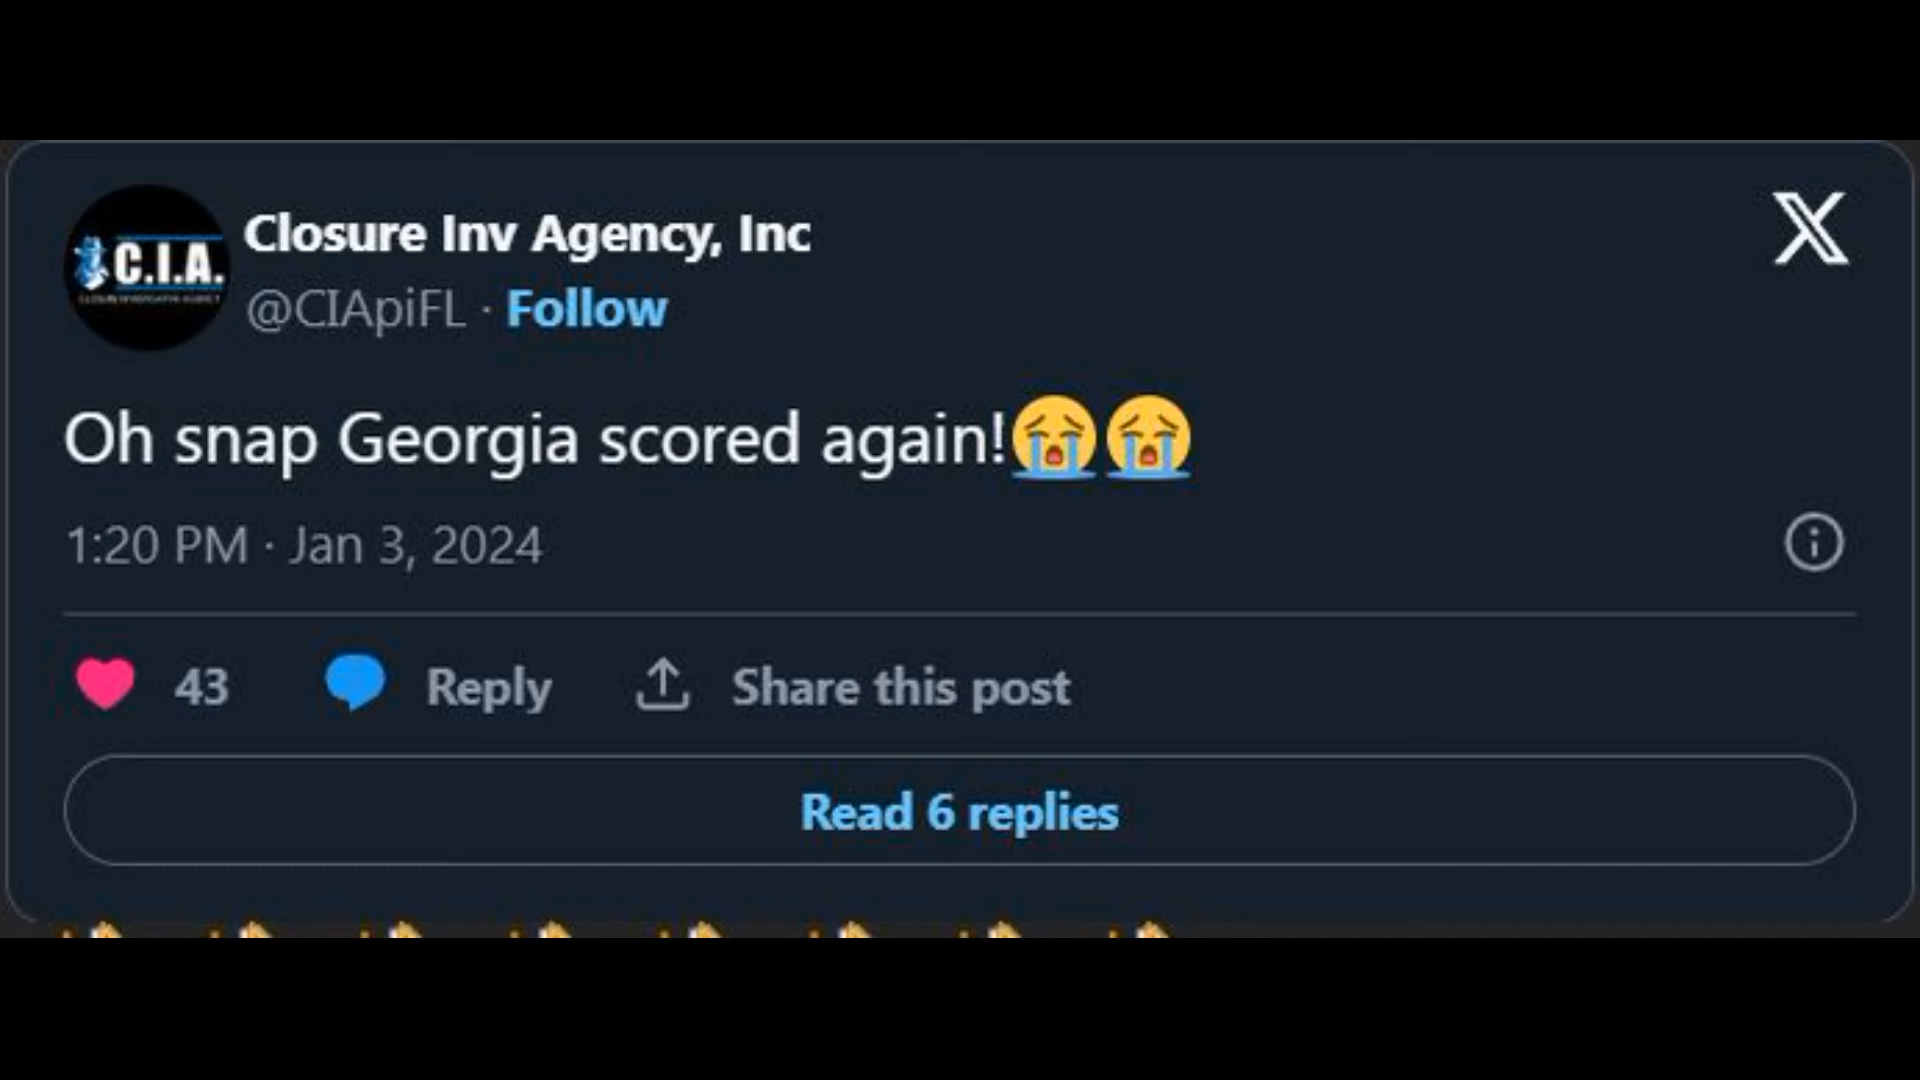 C.I.A.
Closure Inv Agency, Inc
@CIApiFL · Follow
Oh snap Georgia scored again!😭😭
1:20 PM · Jan 3, 2024
43 Reply Share this post
Read 6 replies